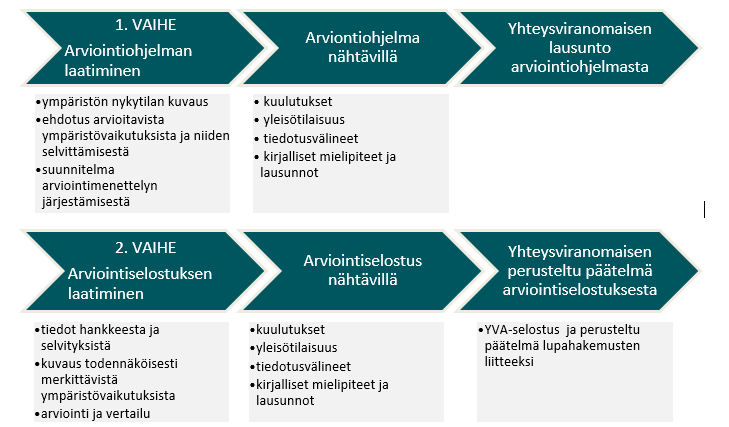 1. VAIHE
Arviointiohjelman
laatiminen
Arviontiohjelma
nähtävillä
Yhteysviranomaisen
lausunto
arviointiohjelmasta
•ympäristön nykytilan kuvaus
•ehdotus arvioitavista
ympäristövaikutuksista ja niiden
selvittämisestä
•suunnitelma
arviointimenettelyn
järjestämisestä
• kuulutukset
• yleisötilaisuus
• tiedotusvälineet
• kirjalliset mielipiteet ja
lausunnot
2. VAIHE
Arviointiselostuksen
laatiminen
Arviointiselostus
nähtävillä
Yhteysviranomaisen
perusteltu päätelmä
arviointiselostuksesta
•tiedot hankkeesta ja
selvityksistä
•kuvaus todennäköisesti
merkittävistä
ympäristövaikutuksista
•arviointi ja vertailu
•kuulutukset
•yleisötilaisuus
•tiedotusvälineet
•kirjalliset mielipiteet ja
lausunnot
•YVA-selostus ja perusteltu
päätelmä lupahakemusten
liitteeksi